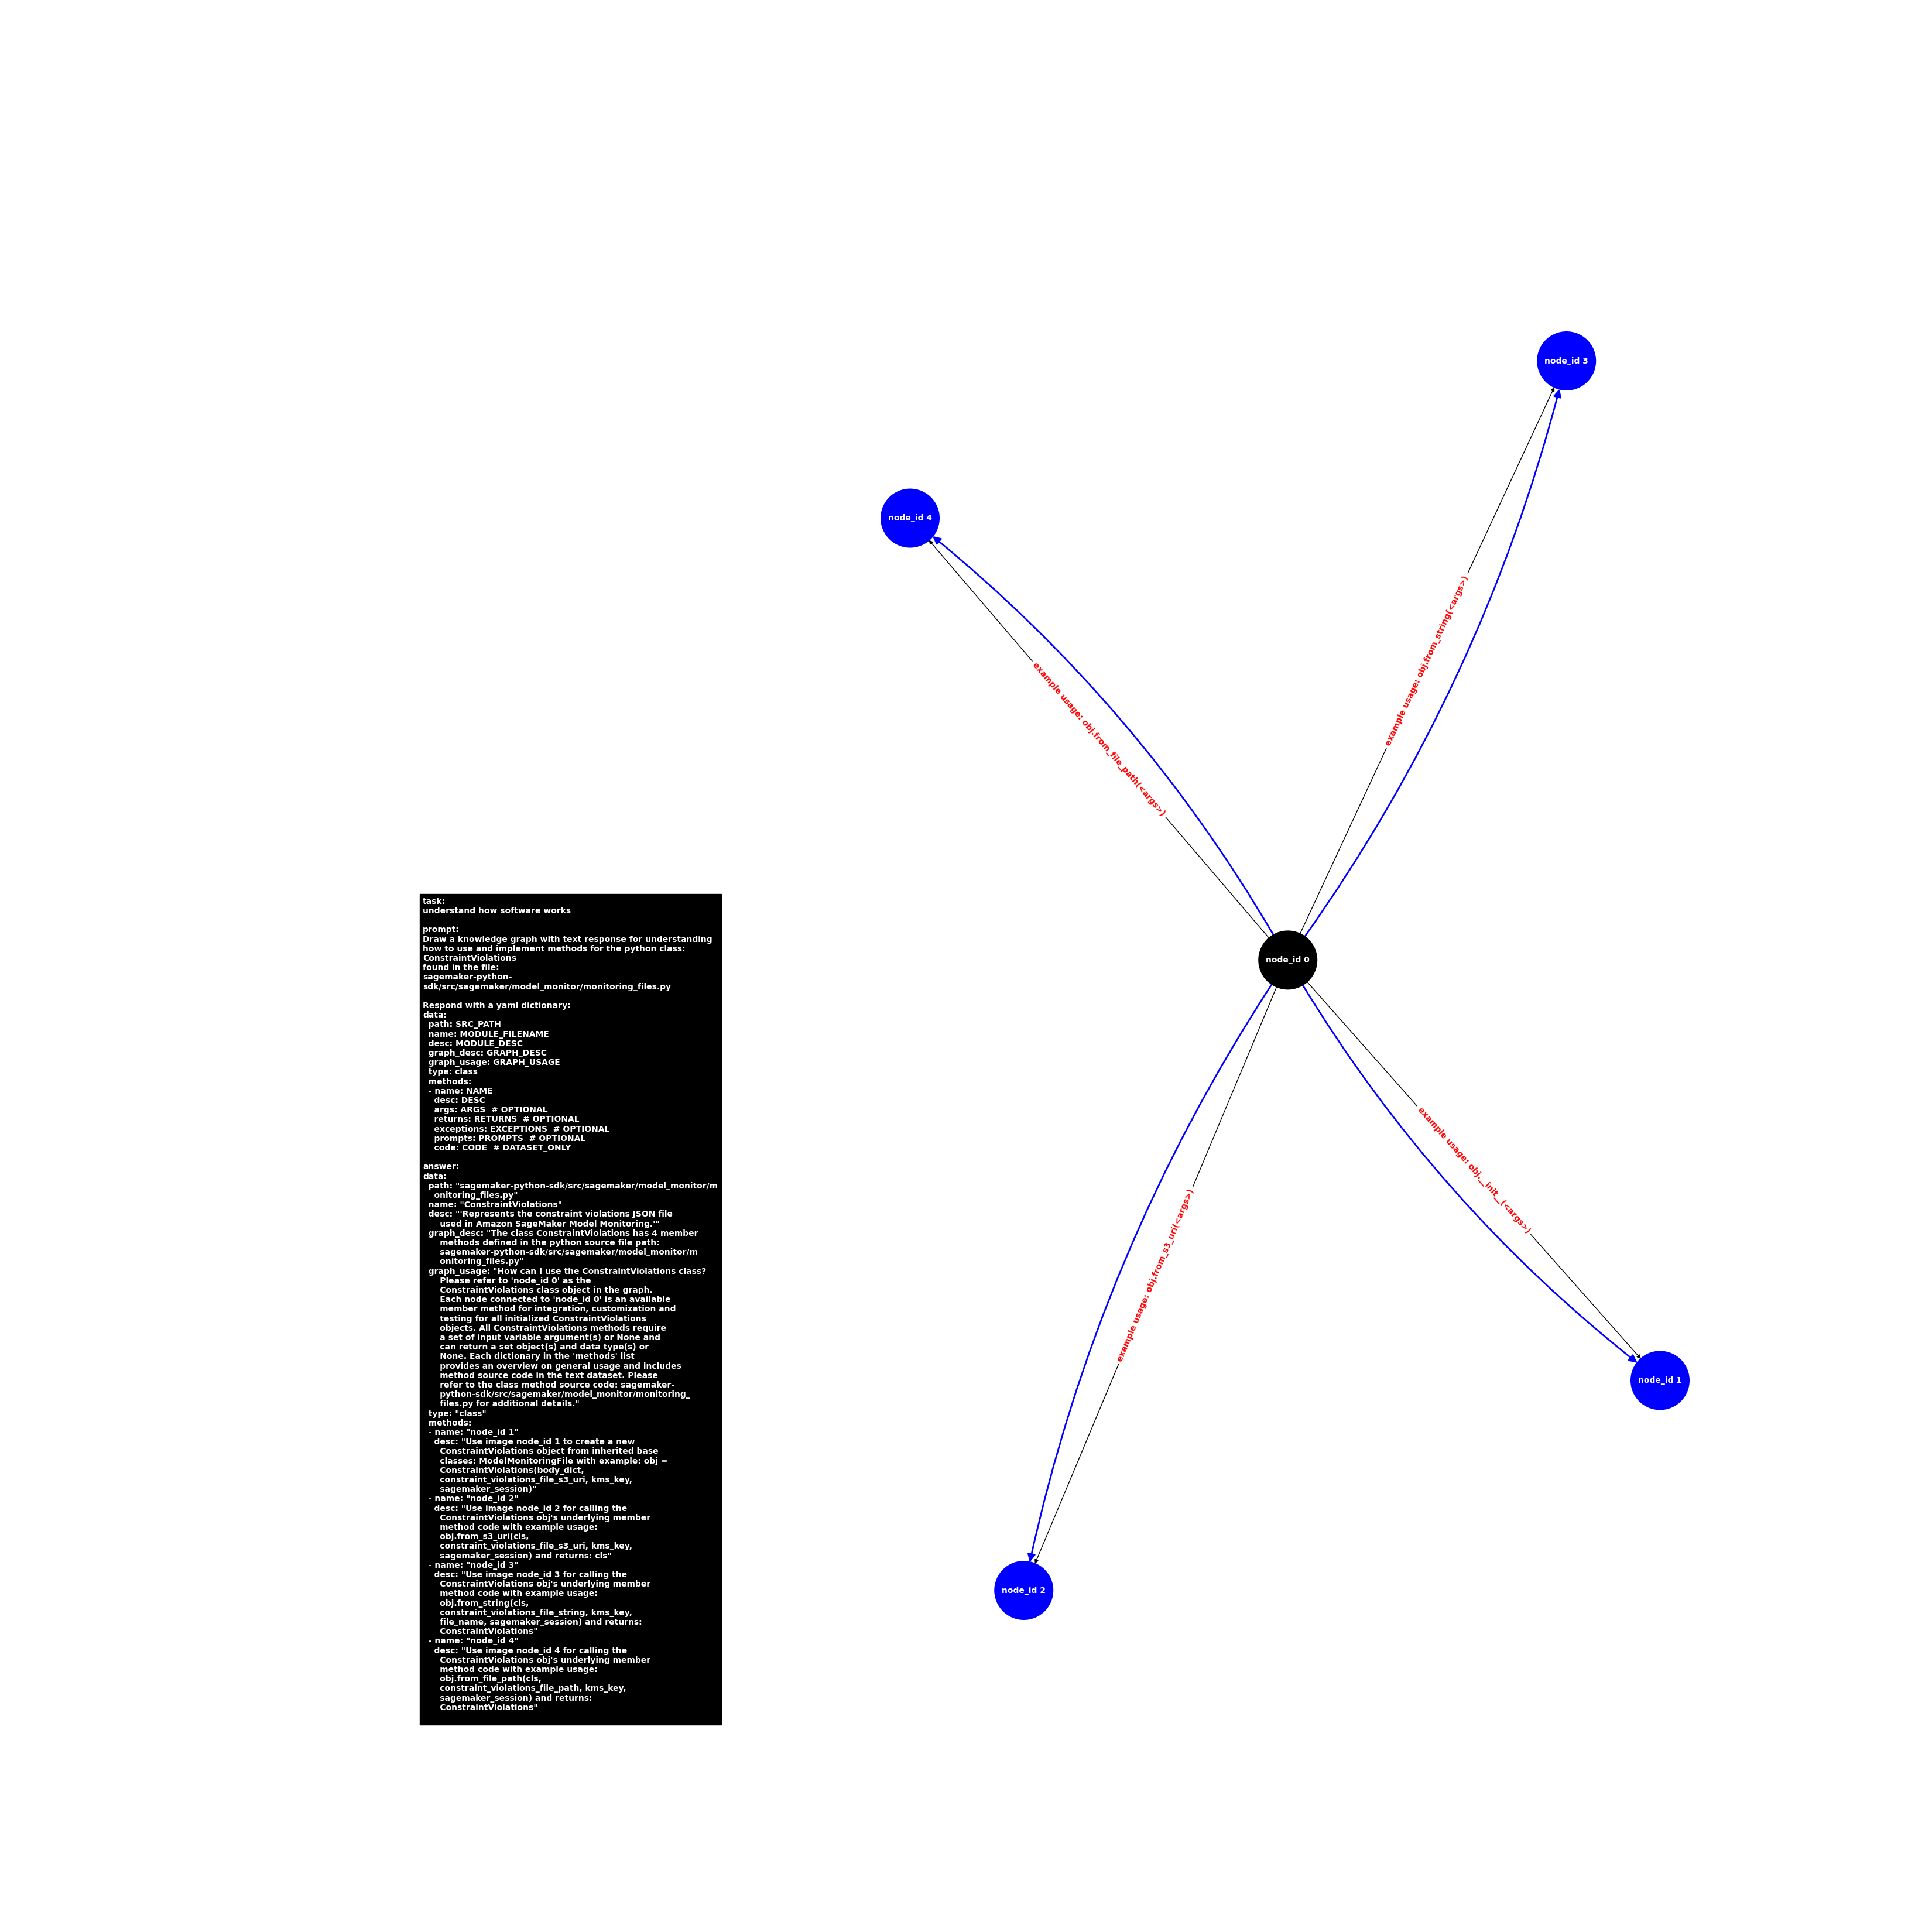 node_id 3
node_id 4
example usage: obj.from_string(<args>)
example usage: obj.from_file_path(<args>)
task:
understand how software works

prompt:
Draw a knowledge graph with text response for understanding
how to use and implement methods for the python class:
ConstraintViolations
found in the file:
sagemaker-python-
sdk/src/sagemaker/model_monitor/monitoring_files.py

Respond with a yaml dictionary:
data:
  path: SRC_PATH
  name: MODULE_FILENAME
  desc: MODULE_DESC
  graph_desc: GRAPH_DESC
  graph_usage: GRAPH_USAGE
  type: class
  methods:
  - name: NAME
    desc: DESC
    args: ARGS  # OPTIONAL
    returns: RETURNS  # OPTIONAL
    exceptions: EXCEPTIONS  # OPTIONAL
    prompts: PROMPTS  # OPTIONAL
    code: CODE  # DATASET_ONLY

answer:
data:
  path: "sagemaker-python-sdk/src/sagemaker/model_monitor/m
    onitoring_files.py"
  name: "ConstraintViolations"
  desc: "'Represents the constraint violations JSON file
      used in Amazon SageMaker Model Monitoring.'"
  graph_desc: "The class ConstraintViolations has 4 member
      methods defined in the python source file path:
      sagemaker-python-sdk/src/sagemaker/model_monitor/m
      onitoring_files.py"
  graph_usage: "How can I use the ConstraintViolations class?
      Please refer to 'node_id 0' as the
      ConstraintViolations class object in the graph.
      Each node connected to 'node_id 0' is an available
      member method for integration, customization and
      testing for all initialized ConstraintViolations
      objects. All ConstraintViolations methods require
      a set of input variable argument(s) or None and
      can return a set object(s) and data type(s) or
      None. Each dictionary in the 'methods' list
      provides an overview on general usage and includes
      method source code in the text dataset. Please
      refer to the class method source code: sagemaker-
      python-sdk/src/sagemaker/model_monitor/monitoring_
      files.py for additional details."
  type: "class"
  methods:
  - name: "node_id 1"
    desc: "Use image node_id 1 to create a new
      ConstraintViolations object from inherited base
      classes: ModelMonitoringFile with example: obj =
      ConstraintViolations(body_dict,
      constraint_violations_file_s3_uri, kms_key,
      sagemaker_session)"
  - name: "node_id 2"
    desc: "Use image node_id 2 for calling the
      ConstraintViolations obj's underlying member
      method code with example usage:
      obj.from_s3_uri(cls,
      constraint_violations_file_s3_uri, kms_key,
      sagemaker_session) and returns: cls"
  - name: "node_id 3"
    desc: "Use image node_id 3 for calling the
      ConstraintViolations obj's underlying member
      method code with example usage:
      obj.from_string(cls,
      constraint_violations_file_string, kms_key,
      file_name, sagemaker_session) and returns:
      ConstraintViolations"
  - name: "node_id 4"
    desc: "Use image node_id 4 for calling the
      ConstraintViolations obj's underlying member
      method code with example usage:
      obj.from_file_path(cls,
      constraint_violations_file_path, kms_key,
      sagemaker_session) and returns:
      ConstraintViolations"
node_id 0
example usage: obj.__init__(<args>)
example usage: obj.from_s3_uri(<args>)
node_id 1
node_id 2